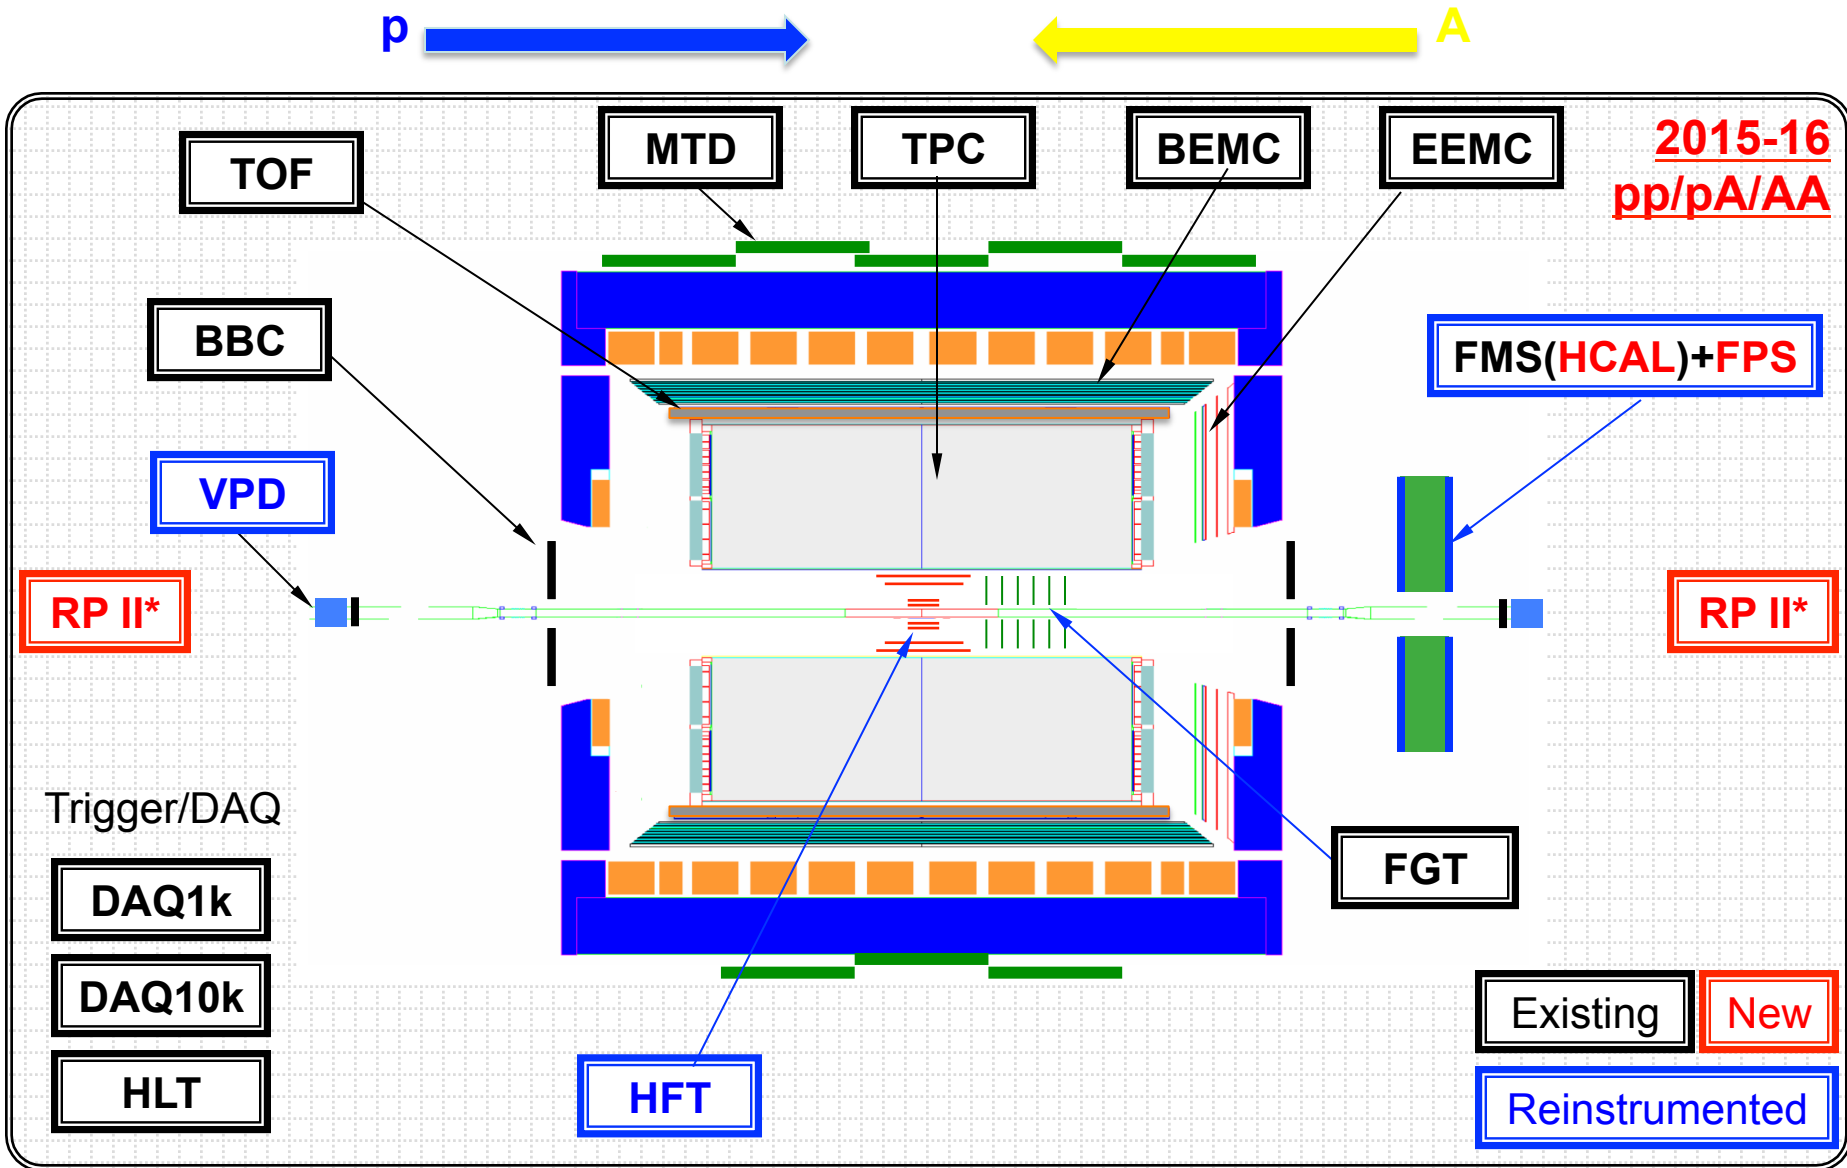 p
A
MTD
TPC
BEMC
EEMC
2015-16
pp/pA/AA
TOF
BBC
FMS(HCAL)+FPS
VPD
RP II*
RP II*
Trigger/DAQ
FGT
DAQ1k
DAQ10k
HLT
HFT
Existing
New
Reinstrumented